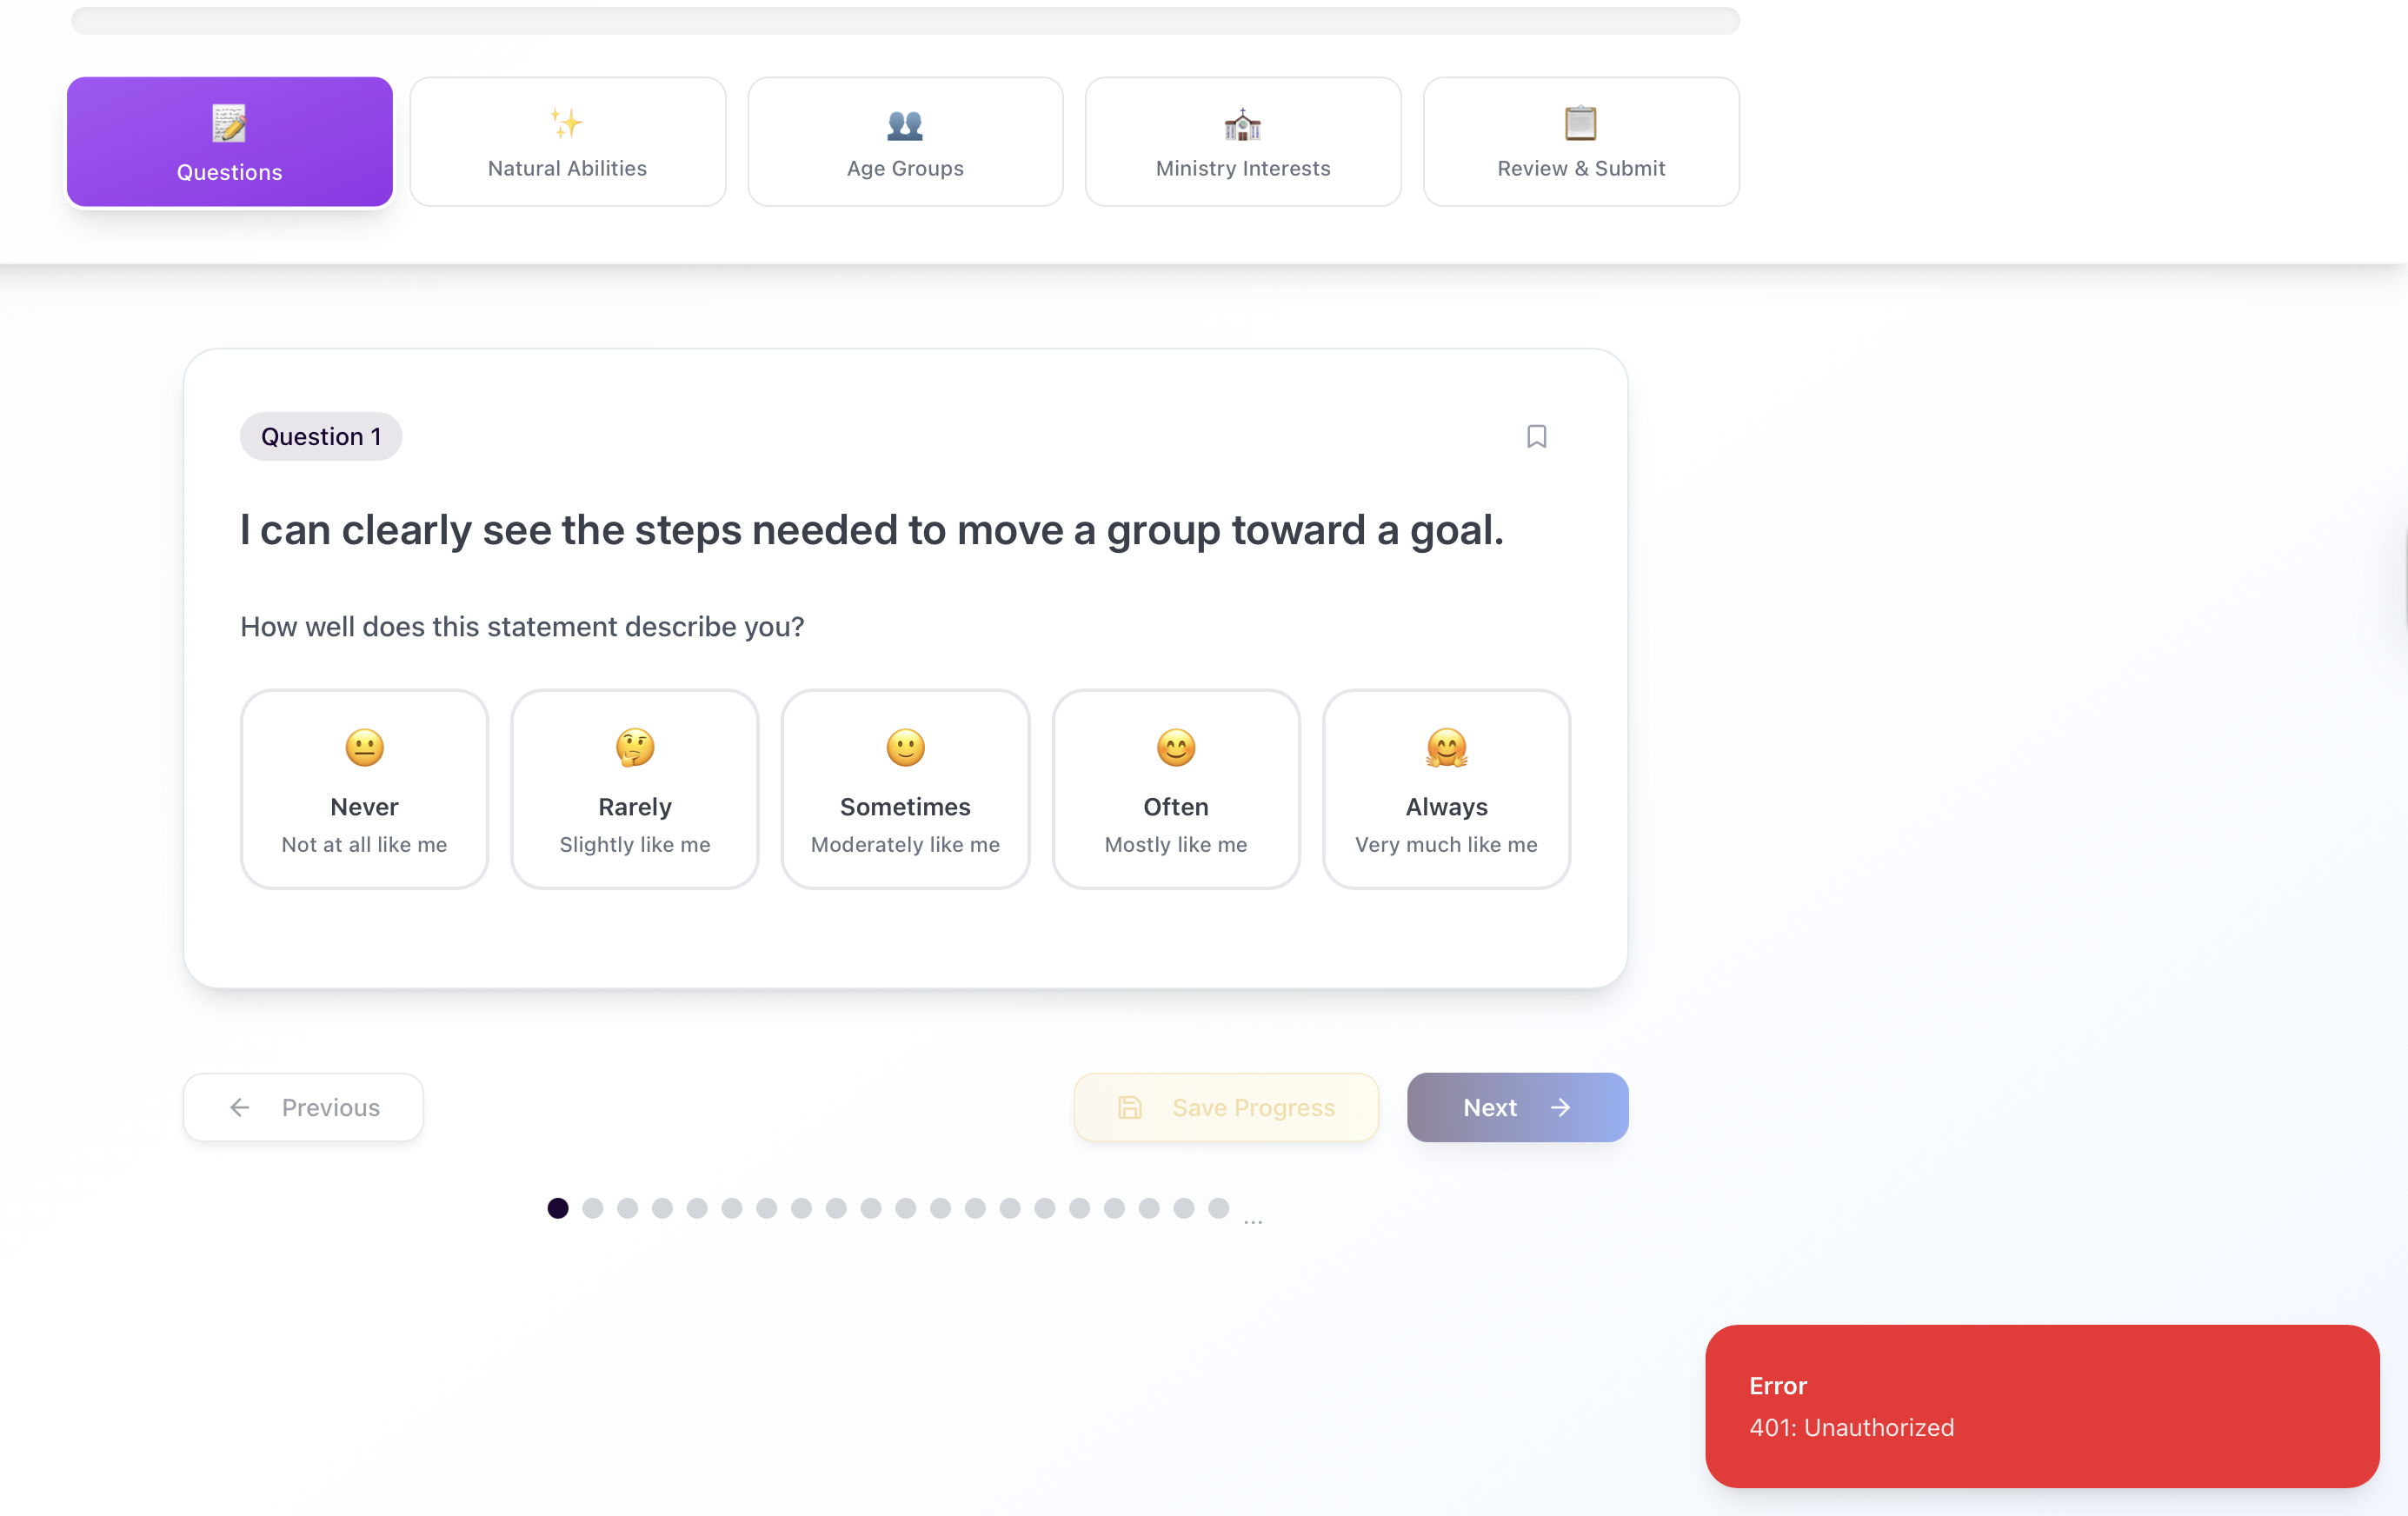 Questions
Natural Abilities
Age Groups
Ministry Interests
Review & Submit
Question 1
I can clearly see the steps needed to move a group toward a goal.
How well does this statement describe you?
Never
Not at all like me
Rarely
Slightly like me
Sometimes
Moderately like me
Often
Mostly like me
Always
Very much like me
Previous
Save Progress
Next
...
Error
401: Unauthorized